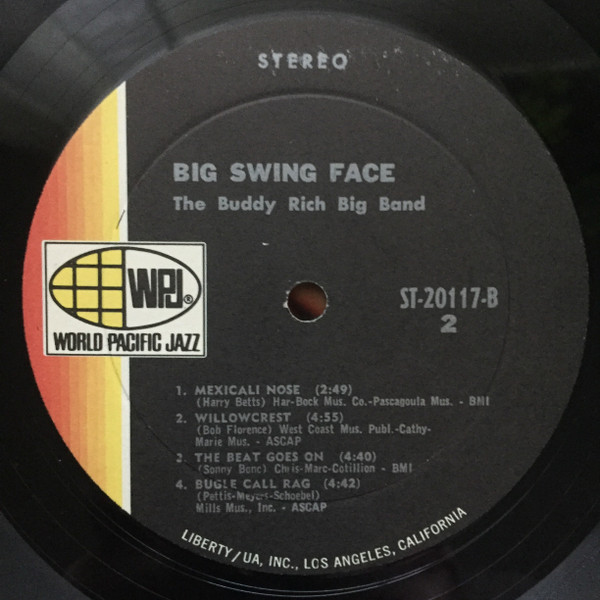 STEREO
BIG SWING FACE
The Buddy Rich Big Band
WPJ®
WORLD PACIFIC JAZZ
ST-20117-B
2
1. MEXICALI NOSE (2:49)
(Harry Betts) Har-Bock Mus. Co.-Pascagoula Mus. - BMI
2. WILLOWCREST (4:55)
(Bob Florence) West Coast Mus. Publ.-Cathy-
Marie Mus. - ASCAP
3. THE BEAT GOES ON (4:40)
(Sonny Bono) Chris-Marc-Cotillion - BMI
4. BUGLE CALL RAG (4:42)
(Pettis-Meyers-Schoebel)
Mills Mus., Inc. - ASCAP
LIBERTY/UA, INC., LOS ANGELES, CALIFORNIA